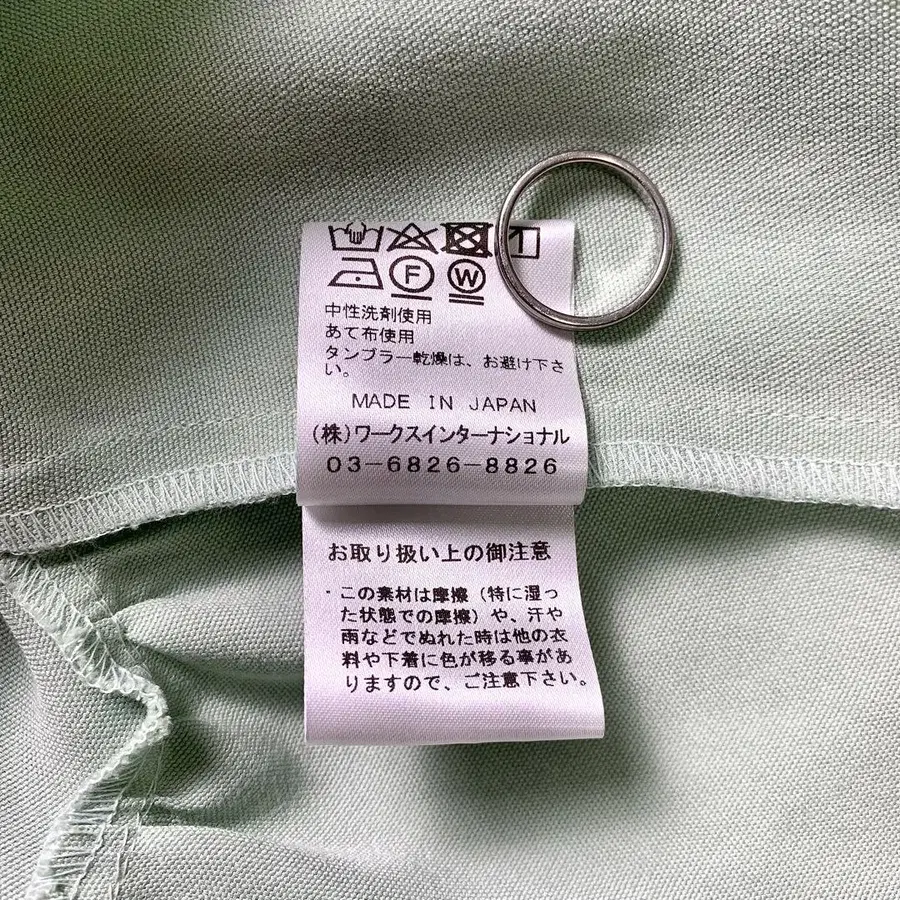 F W
中性洗剤使用
あて布使用
タンブラー乾燥は、お避け下さ
い。
MADE IN JAPAN
(株)ワークスインターナショナル
03-6826-8826
お取り扱い上の御注意
・この素材は摩擦（特に湿っ
た状態での摩擦）や、汗や
雨などでぬれた時は他の衣
料や下着に色が移る事があ
りますので、ご注意下さい。